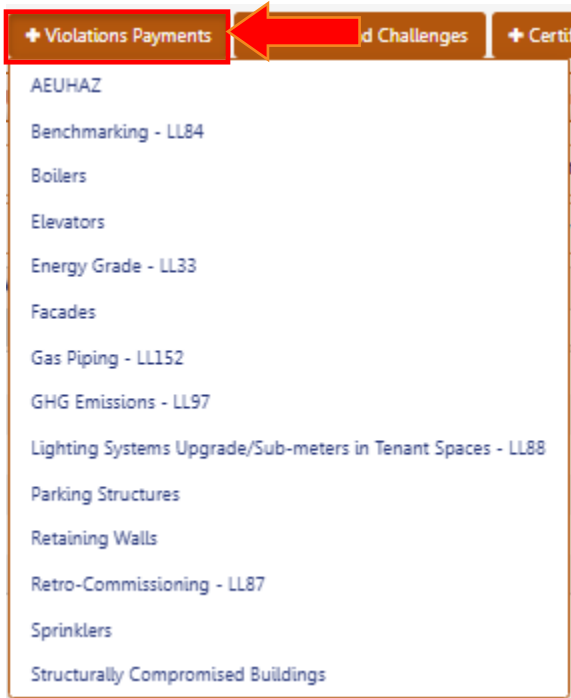 + Violations Payments
d Challenges
+ Certi
AEUHAZ
Benchmarking - LL84
Boilers
Elevators
Energy Grade - LL33
Facades
Gas Piping - LL152
GHG Emissions - LL97
Lighting Systems Upgrade/Sub-meters in Tenant Spaces - LL88
Parking Structures
Retaining Walls
Retro-Commissioning - LL87
Sprinklers
Structurally Compromised Buildings